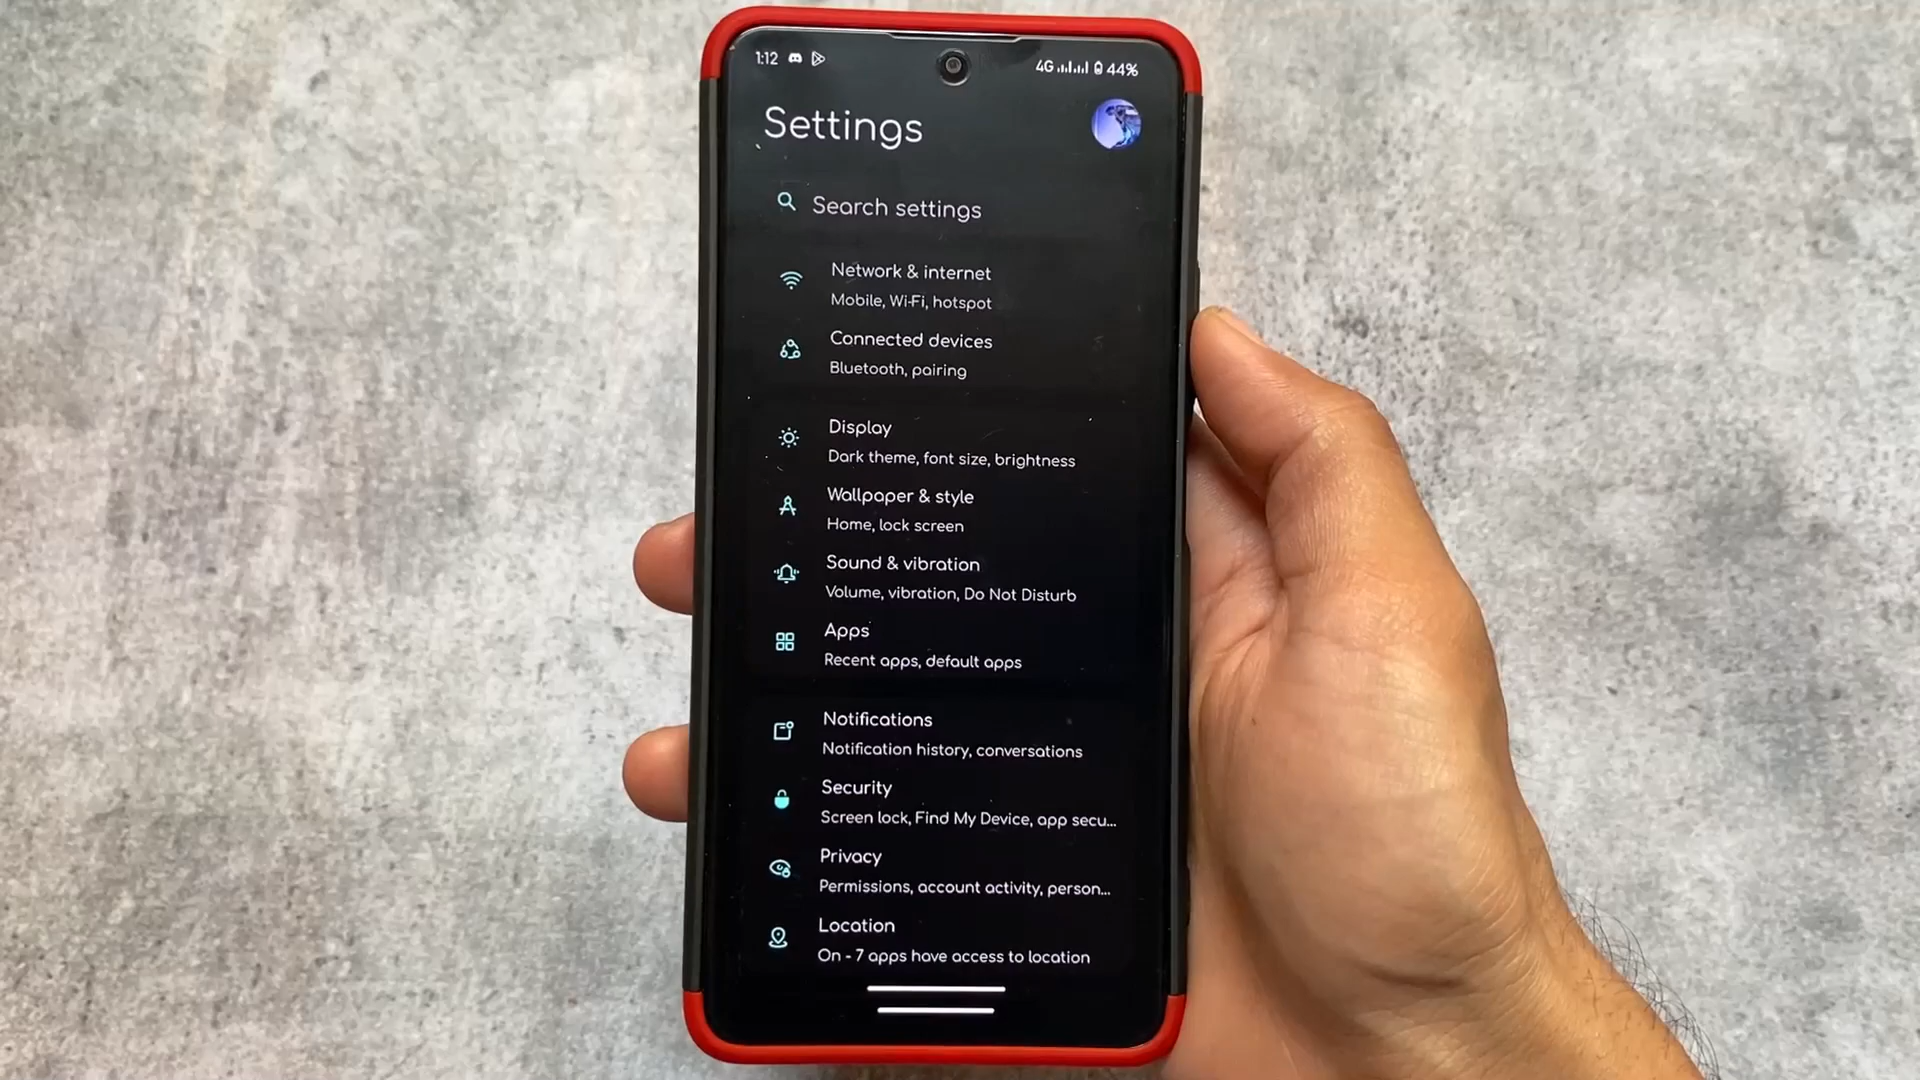 1:12 4G 44%
Settings
Search settings
Network & internet
Mobile, Wi-Fi, hotspot
Connected devices
Bluetooth, pairing
Display
Dark theme, font size, brightness
Wallpaper & style
Home, lock screen
Sound & vibration
Volume, vibration, Do Not Disturb
Apps
Recent apps, default apps
Notifications
Notification history, conversations
Security
Screen lock, Find My Device, app secu...
Privacy
Permissions, account activity, person...
Location
On - 7 apps have access to location